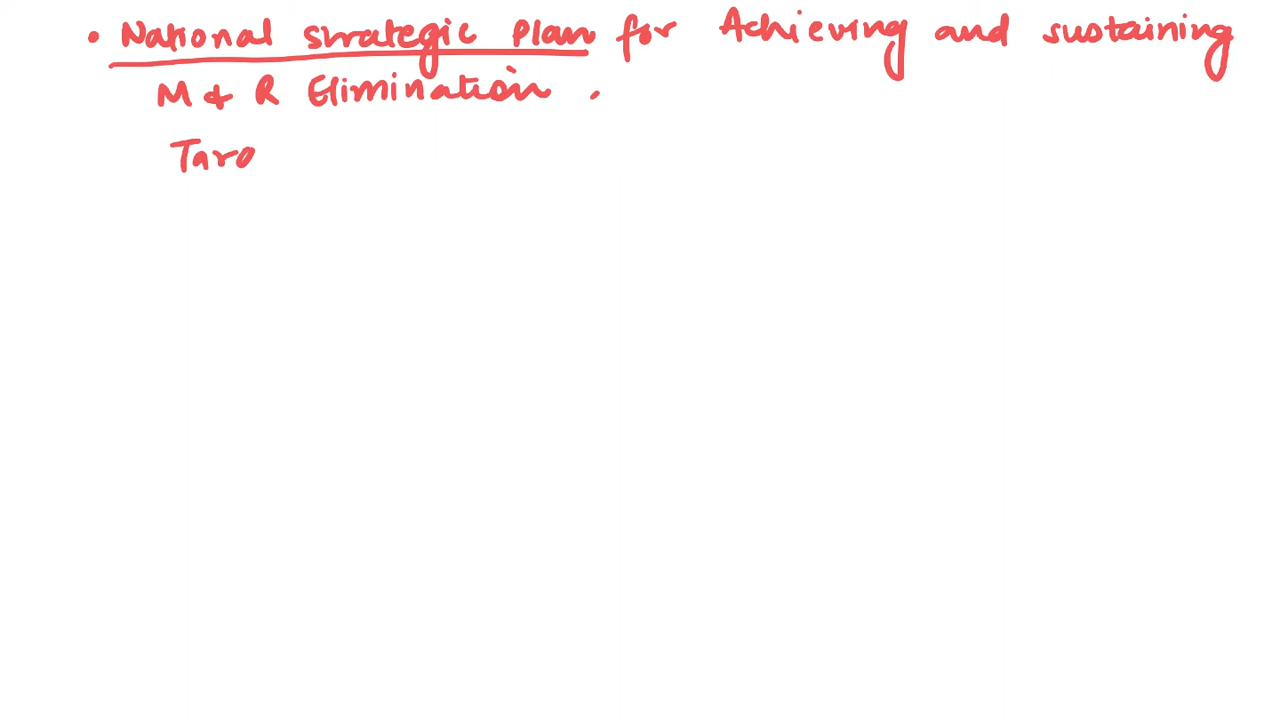 • National strategic Plan for Achieving and sustaining
M & R Elimination .
Taro